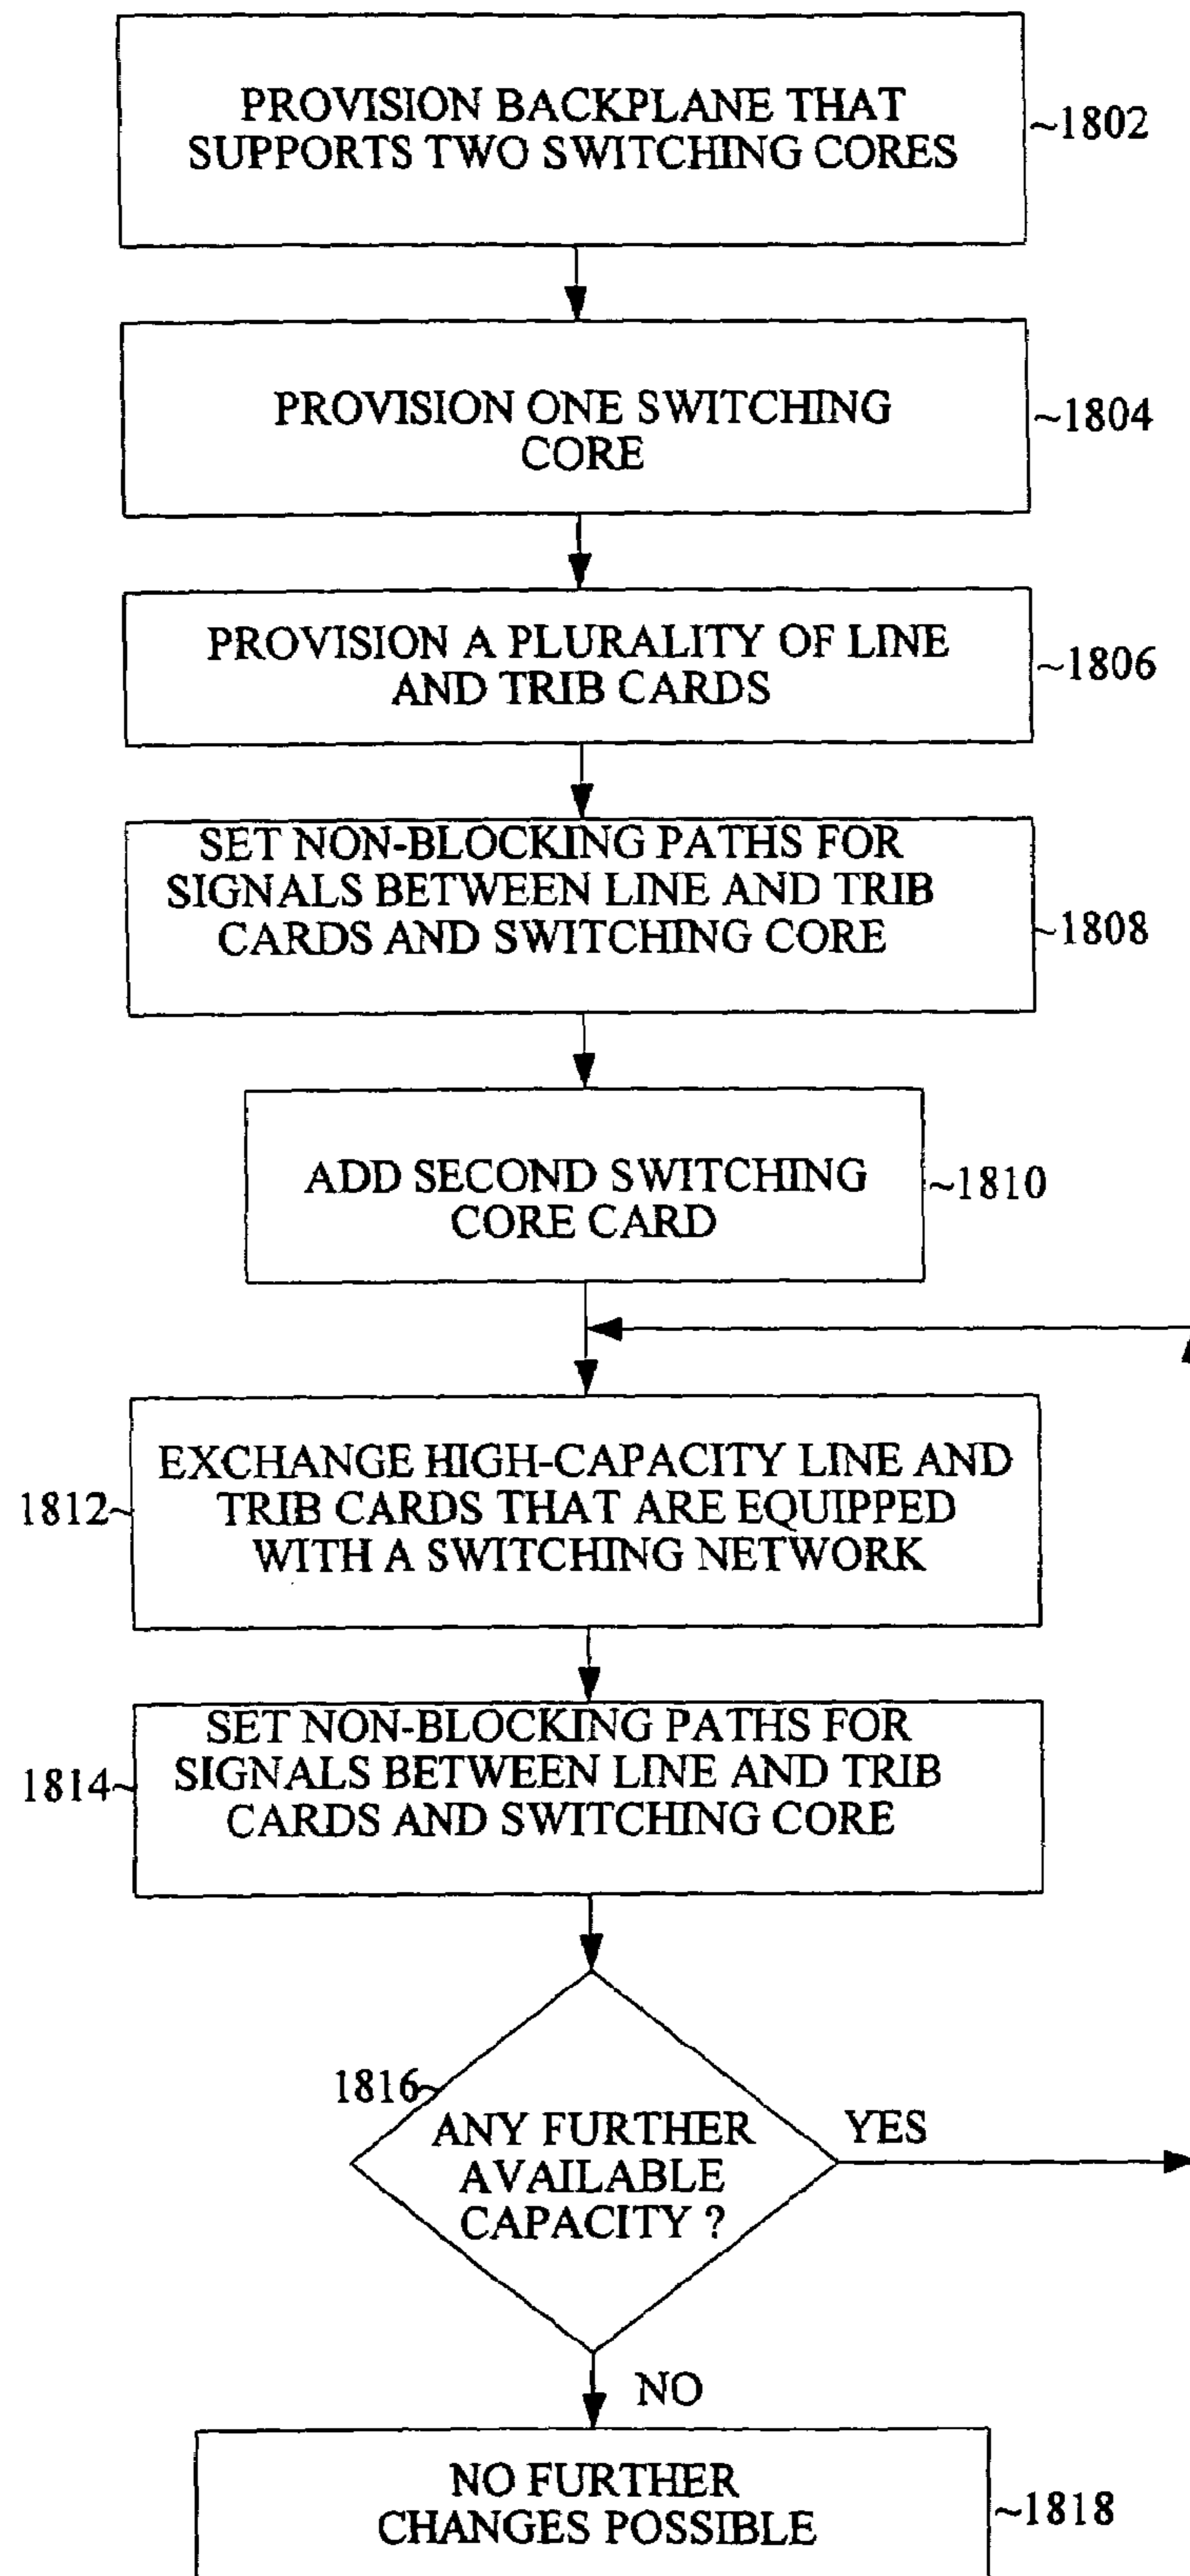 PROVISION BACKPLANE THAT
SUPPORTS TWO SWITCHING CORES
~1802
PROVISION ONE SWITCHING
CORE
~1804
PROVISION A PLURALITY OF LINE
AND TRIB CARDS
~1806
SET NON-BLOCKING PATHS FOR
SIGNALS BETWEEN LINE AND TRIB
CARDS AND SWITCHING CORE
~1808
ADD SECOND SWITCHING
CORE CARD
~1810
EXCHANGE HIGH-CAPACITY LINE AND
TRIB CARDS THAT ARE EQUIPPED
WITH A SWITCHING NETWORK
1812~
SET NON-BLOCKING PATHS FOR
SIGNALS BETWEEN LINE AND TRIB
CARDS AND SWITCHING CORE
1814~
1816~
ANY FURTHER
AVAILABLE
CAPACITY ?
YES
NO
NO FURTHER
CHANGES POSSIBLE
~1818